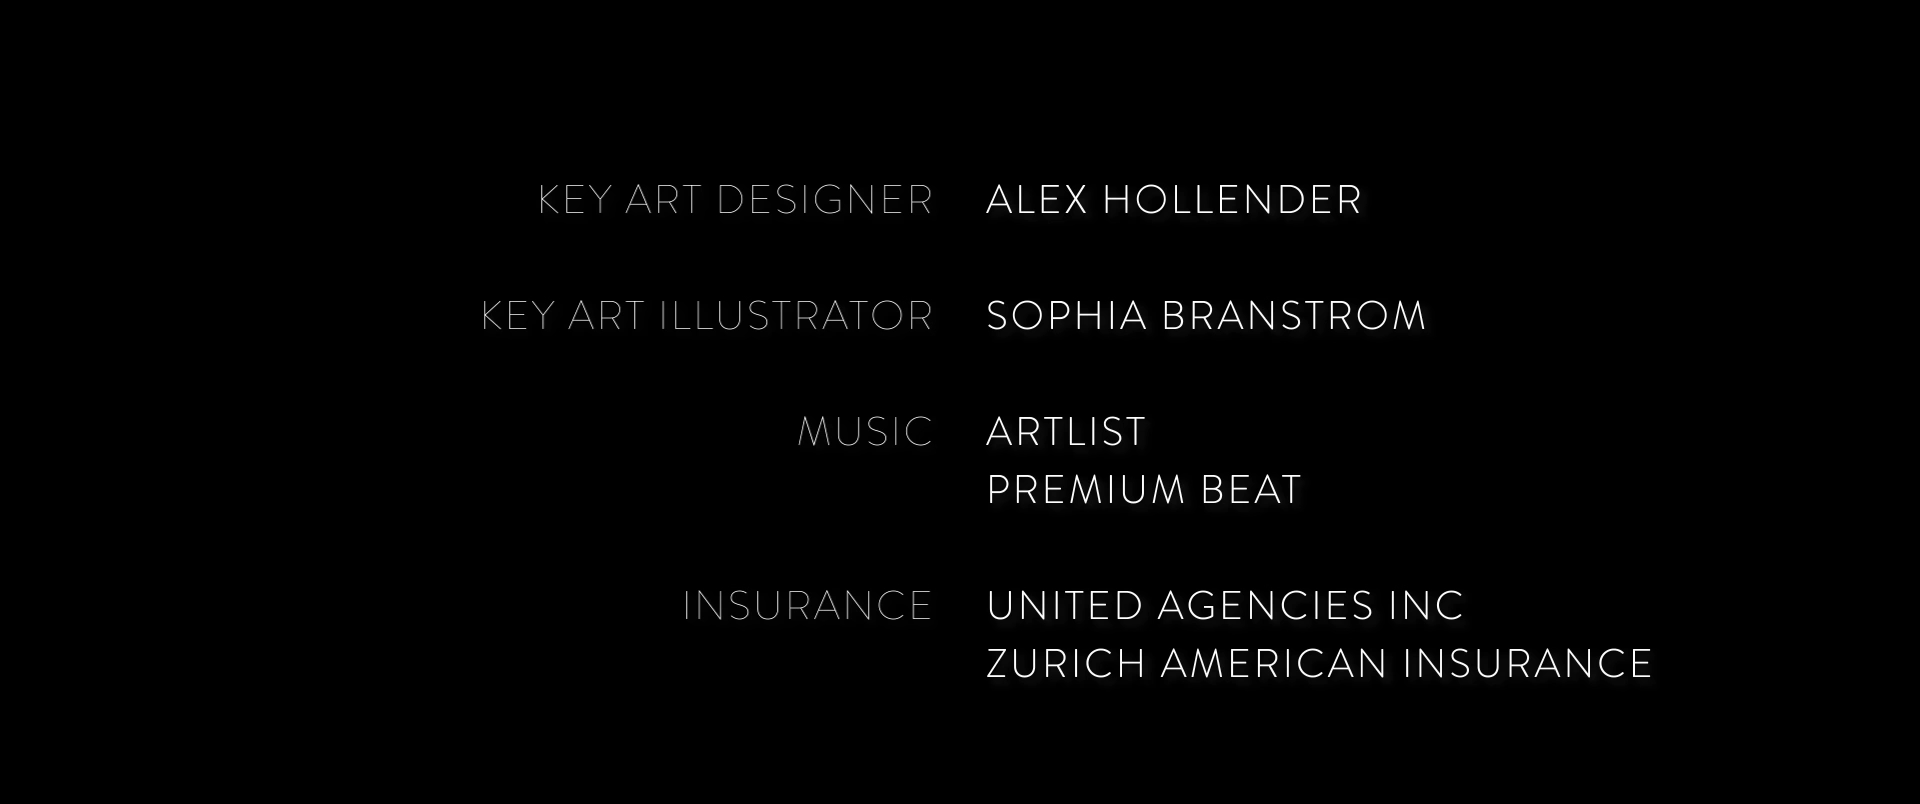 KEY ART DESIGNER ALEX HOLLENDER
KEY ART ILLUSTRATOR SOPHIA BRANSTROM
MUSIC ARTLIST
PREMIUM BEAT
INSURANCE UNITED AGENCIES INC
ZURICH AMERICAN INSURANCE